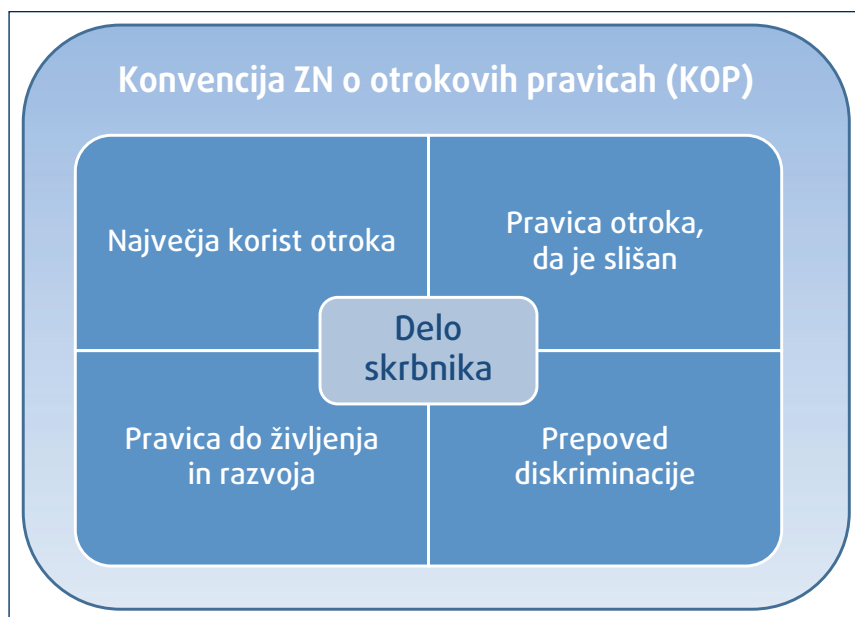 Konvencija ZN o otrokovih pravicah (KOP)
Največja korist otroka
Pravica otroka,
da je slišan
Delo
skrbnika
Pravica do življenja
in razvoja
Prepoved
diskriminacije